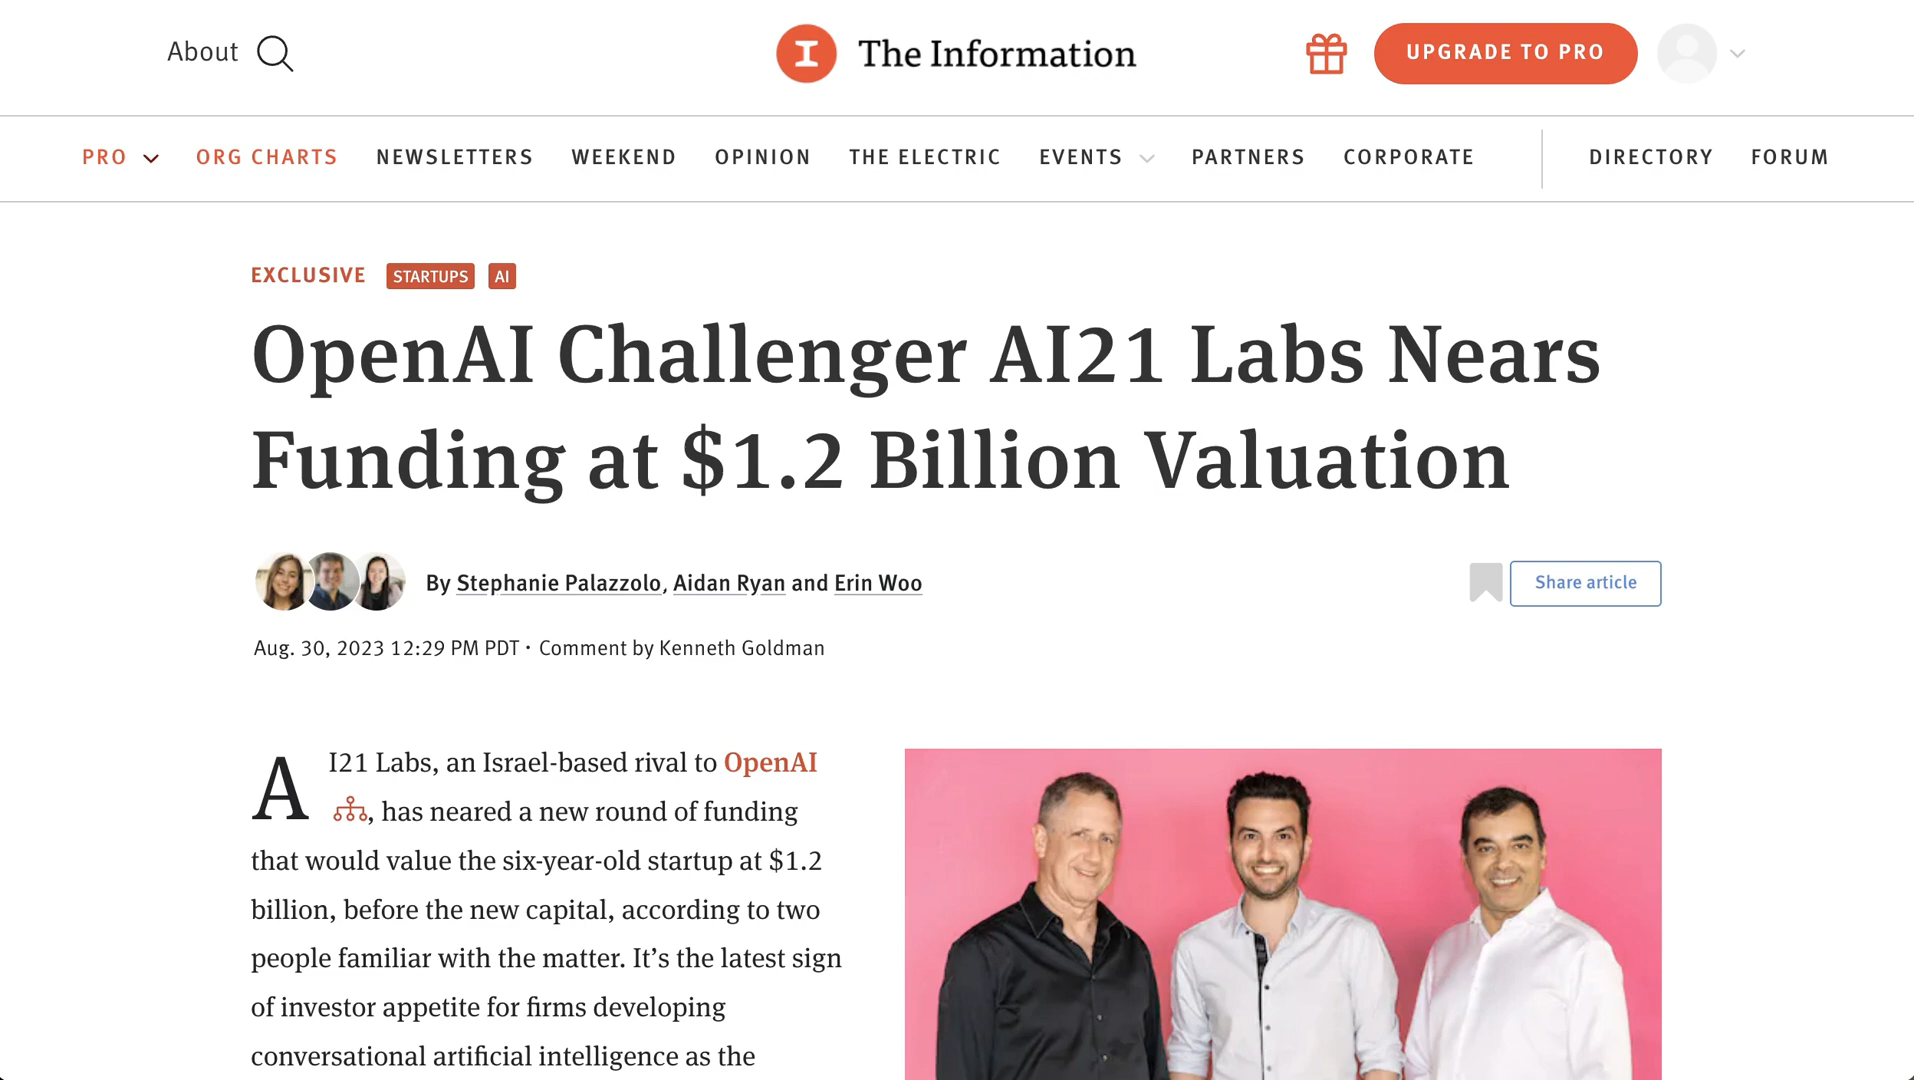 About
I The Information
UPGRADE TO PRO
PRO ORG CHARTS NEWSLETTERS WEEKEND OPINION THE ELECTRIC EVENTS PARTNERS CORPORATE DIRECTORY FORUM
EXCLUSIVE STARTUPS AI
OpenAI Challenger AI21 Labs Nears
Funding at $1.2 Billion Valuation
By Stephanie Palazzolo, Aidan Ryan and Erin Woo
Share article
Aug. 30, 2023 12:29 PM PDT · Comment by Kenneth Goldman
AI21 Labs, an Israel-based rival to OpenAI
, has neared a new round of funding
that would value the six-year-old startup at $1.2
billion, before the new capital, according to two
people familiar with the matter. It’s the latest sign
of investor appetite for firms developing
conversational artificial intelligence as the